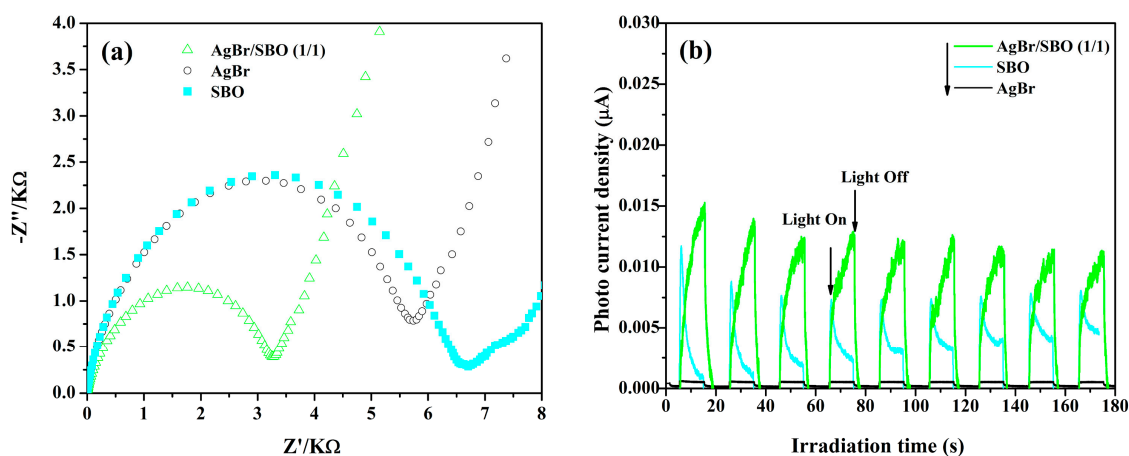 (a)
AgBr/SBO (1/1)
AgBr
SBO
4.0
3.5
3.0
2.5
2.0
1.5
1.0
0.5
0.0
-Z''/KΩ
0 1 2 3 4 5 6 7 8
Z'/KΩ
(b)
AgBr/SBO (1/1)
SBO
AgBr
Light On
Light Off
0.030
0.025
0.020
0.015
0.010
0.005
0.000
Photo current density (μA)
0 20 40 60 80 100 120 140 160 180
Irradiation time (s)